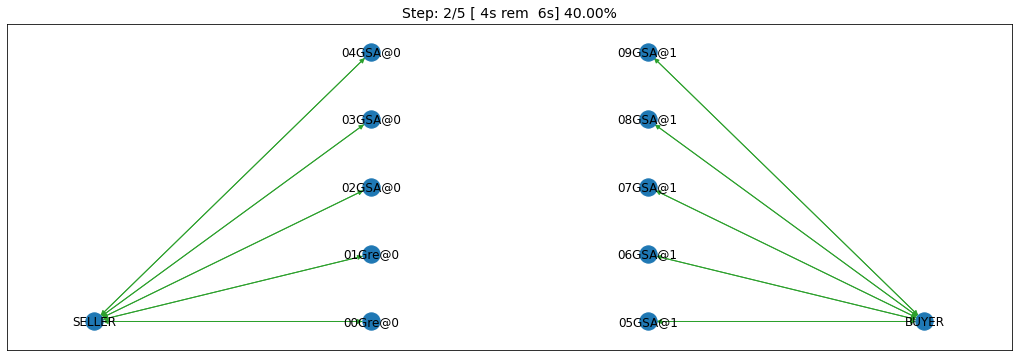 Step: 2/5 [ 4s rem  6s] 40.00%
04GSA@0
09GSA@1
03GSA@0
08GSA@1
02GSA@0
07GSA@1
01Gre@0
06GSA@1
SELLER
00Gre@0
05GSA@1
BUYER